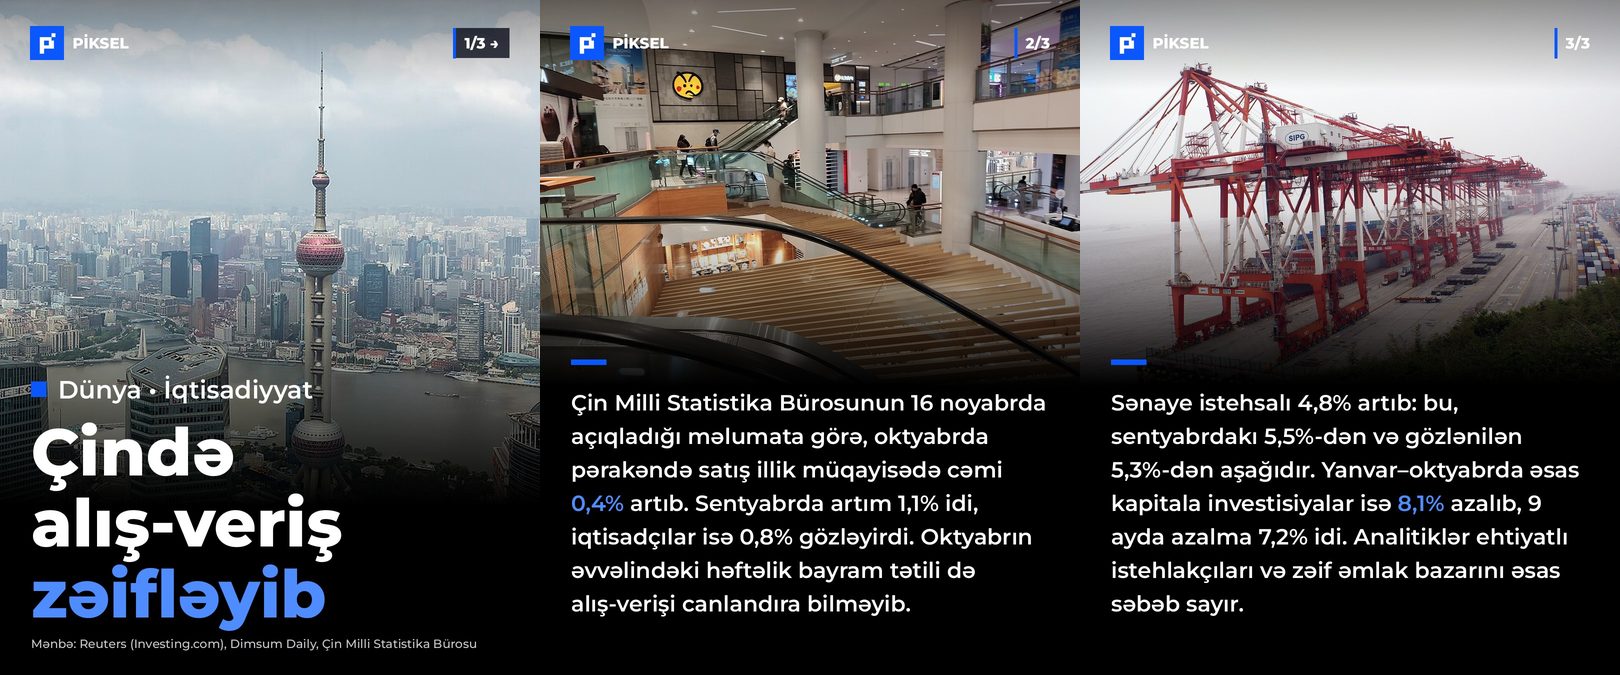 PİKSEL
1/3 →
Dünya • İqtisadiyyat
Çində
alış-veriş
zəifləyib
Mənbə: Reuters (Investing.com), Dimsum Daily, Çin Milli Statistika Bürosu
PİKSEL
2/3
Çin Milli Statistika Bürosunun 16 noyabrda
açıqladığı məlumata görə, oktyabrda
pərakəndə satış illik müqayisədə cəmi
0,4% artıb. Sentyabrda artım 1,1% idi,
iqtisadçılar isə 0,8% gözləyirdi. Oktyabrın
əvvəlindəki həftəlik bayram tətili də
alış-verişi canlandıra bilməyib.
PİKSEL
3/3
SIPG
Sənaye istehsalı 4,8% artıb: bu,
sentyabrdakı 5,5%-dən və gözlənilən
5,3%-dən aşağıdır. Yanvar–oktyabrda əsas
kapitala investisiyalar isə 8,1% azalıb, 9
ayda azalma 7,2% idi. Analitiklər ehtiyatlı
istehlakçıları və zəif əmlak bazarını əsas
səbəb sayır.